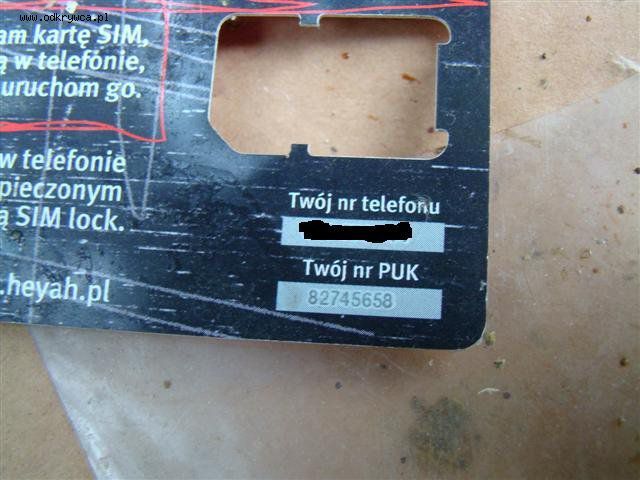 www.odkrywca.pl
am kartę SIM,
ą w telefonie,
uruchom go.
w telefonie
pieczonym
ą SIM lock.
.heyah.pl
Twój nr telefonu
Twój nr PUK
82745658